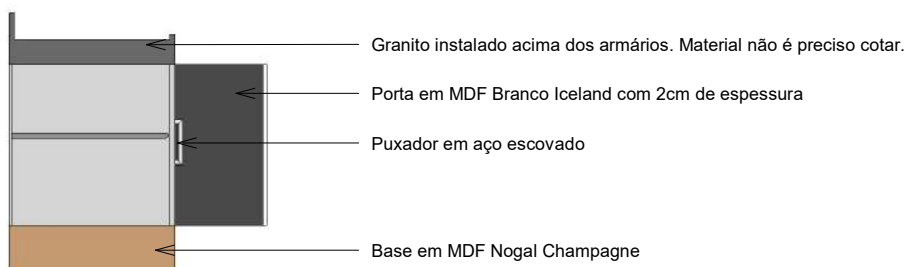 Granito instalado acima dos armários. Material não é preciso cotar.
Porta em MDF Branco Iceland com 2cm de espessura
Puxador em aço escovado
Base em MDF Nogal Champagne